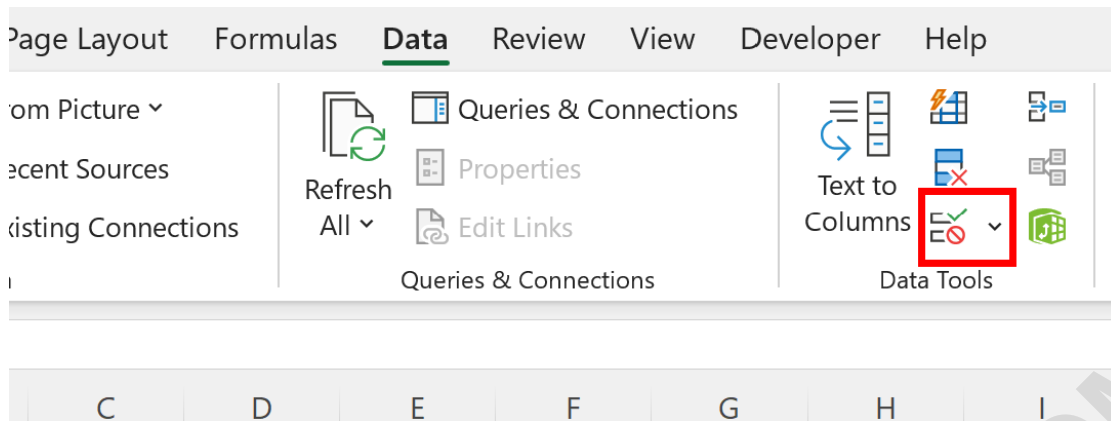 Page Layout Formulas Data Review View Developer Help
om Picture
Queries & Connections
ecent Sources
Properties
Refresh
All
Text to
Columns
xisting Connections
Edit Links
Queries & Connections
Data Tools
C D E F G H I